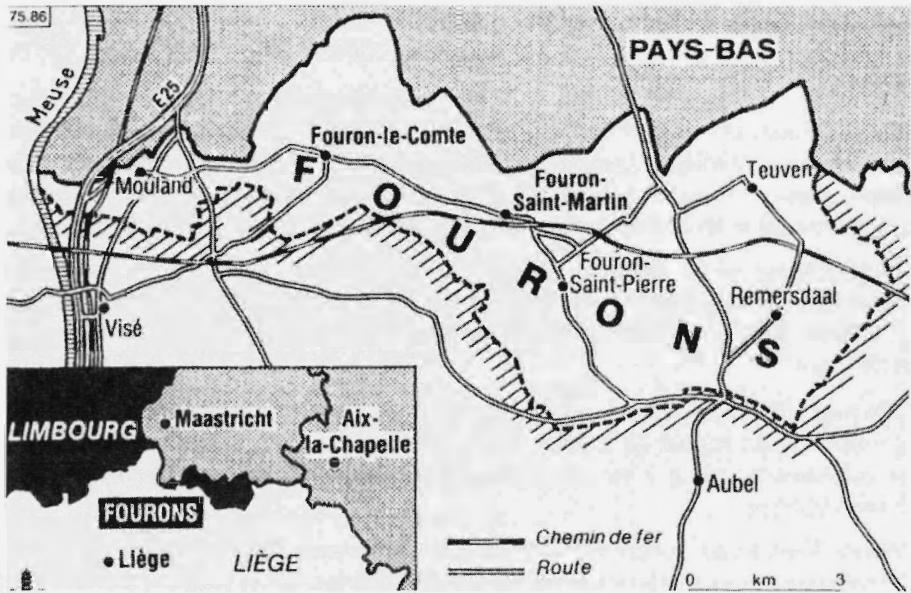 75.86
PAYS-BAS
Meuse
E25
Fouron-le-Comte
Mouland
Fouron-
Saint-Martin
Teuven
FOURONS
Fouron-
Saint-Pierre
Remersdaal
Visé
LIMBOURG
Maastricht
Aix-
la-Chapelle
FOURONS
Liège
LIÈGE
Aubel
Chemin de fer
Route
0 km 3